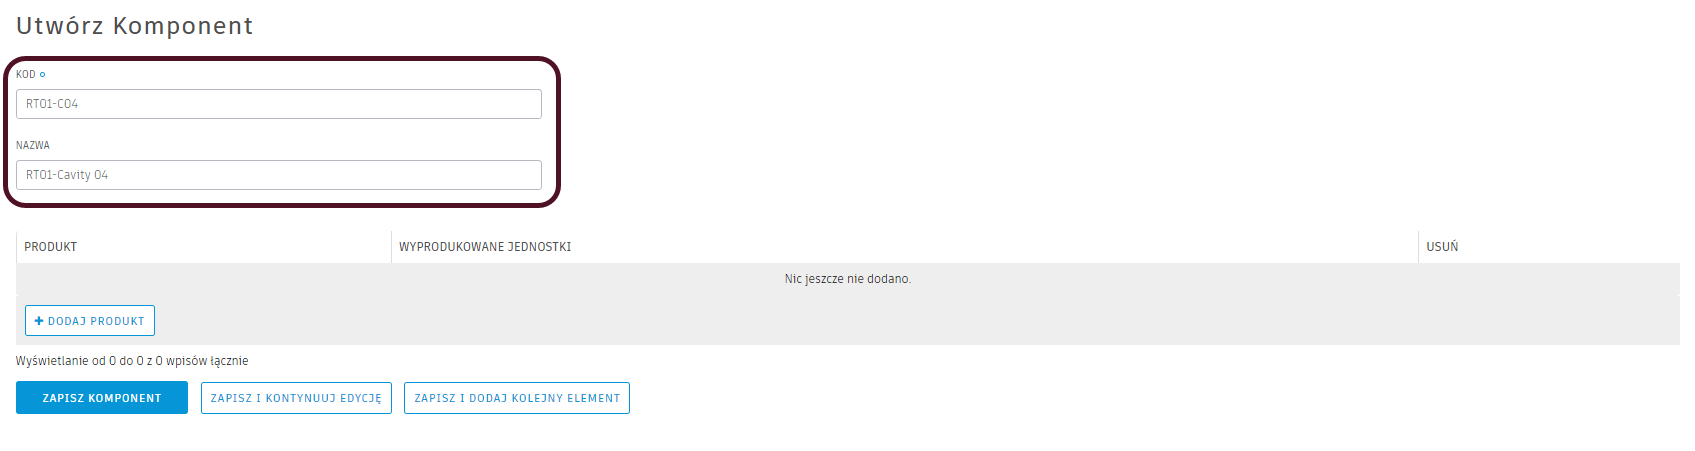 Utwórz Komponent
KOD
RT01-C04
NAZWA
RT01-Cavity 04
PRODUKT WYPRODUKOWANE JEDNOSTKI USUŃ
Nic jeszcze nie dodano.
+ DODAJ PRODUKT
Wyświetlanie od 0 do 0 z 0 wpisów łącznie
ZAPISZ KOMPONENT ZAPISZ I KONTYNUUJ EDYCJĘ ZAPISZ I DODAJ KOLEJNY ELEMENT